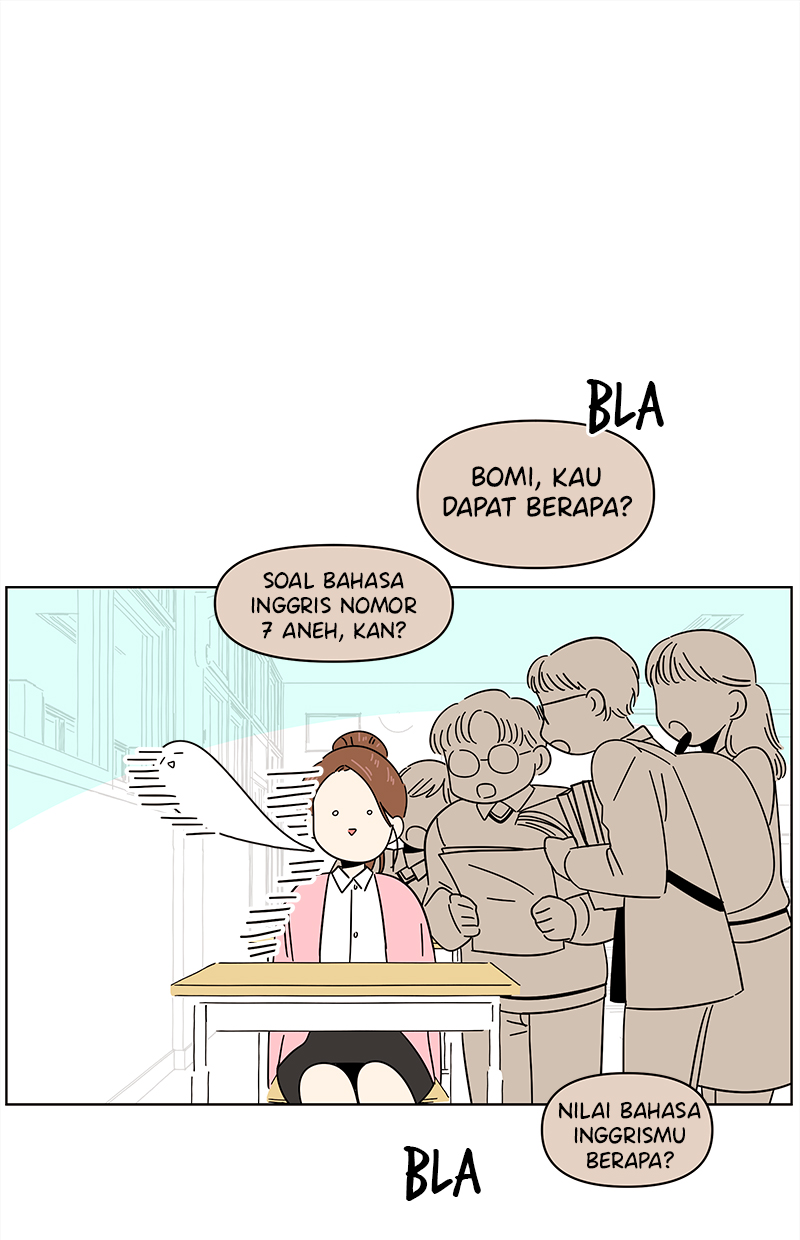 BLA
BOMI, KAU
DAPAT BERAPA?
SOAL BAHASA
INGGRIS NOMOR
7 ANEH, KAN?
NILAI BAHASA
INGGRISMU
BERAPA?
BLA